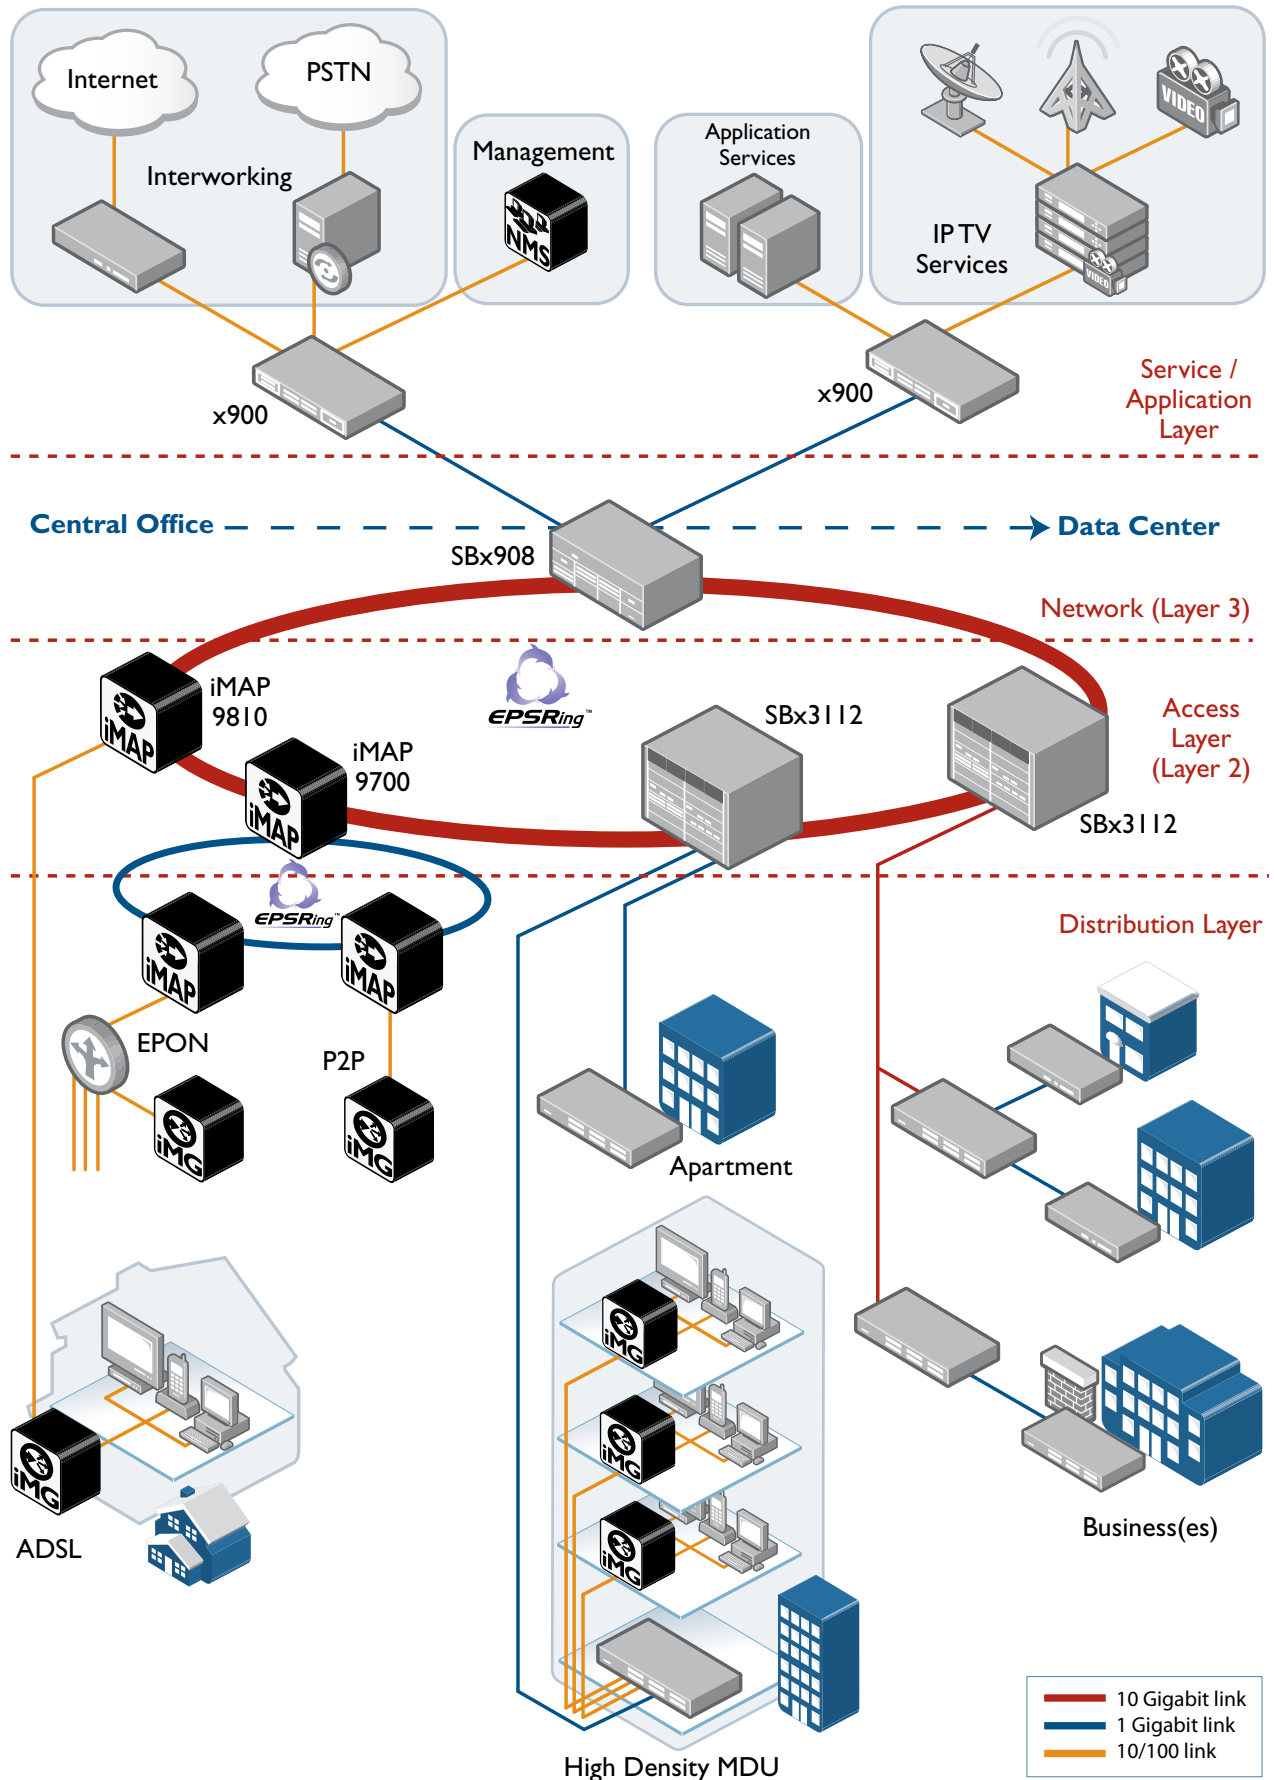 Internet
PSTN
Interworking
Management
NMS
Application
Services
VIDEO
IP TV
Services
VIDEO
x900
x900
Service /
Application
Layer
Central Office
Data Center
SBx908
Network (Layer 3)
iMAP
iMAP
9810
EPSRing™
SBx3112
Access
Layer
(Layer 2)
iMAP
iMAP
9700
SBx3112
EPSRing™
iMAP
iMAP
Distribution Layer
EPON
P2P
iMG
iMG
Apartment
iMG
iMG
iMG
iMG
ADSL
Business(es)
High Density MDU
10 Gigabit link
1 Gigabit link
10/100 link